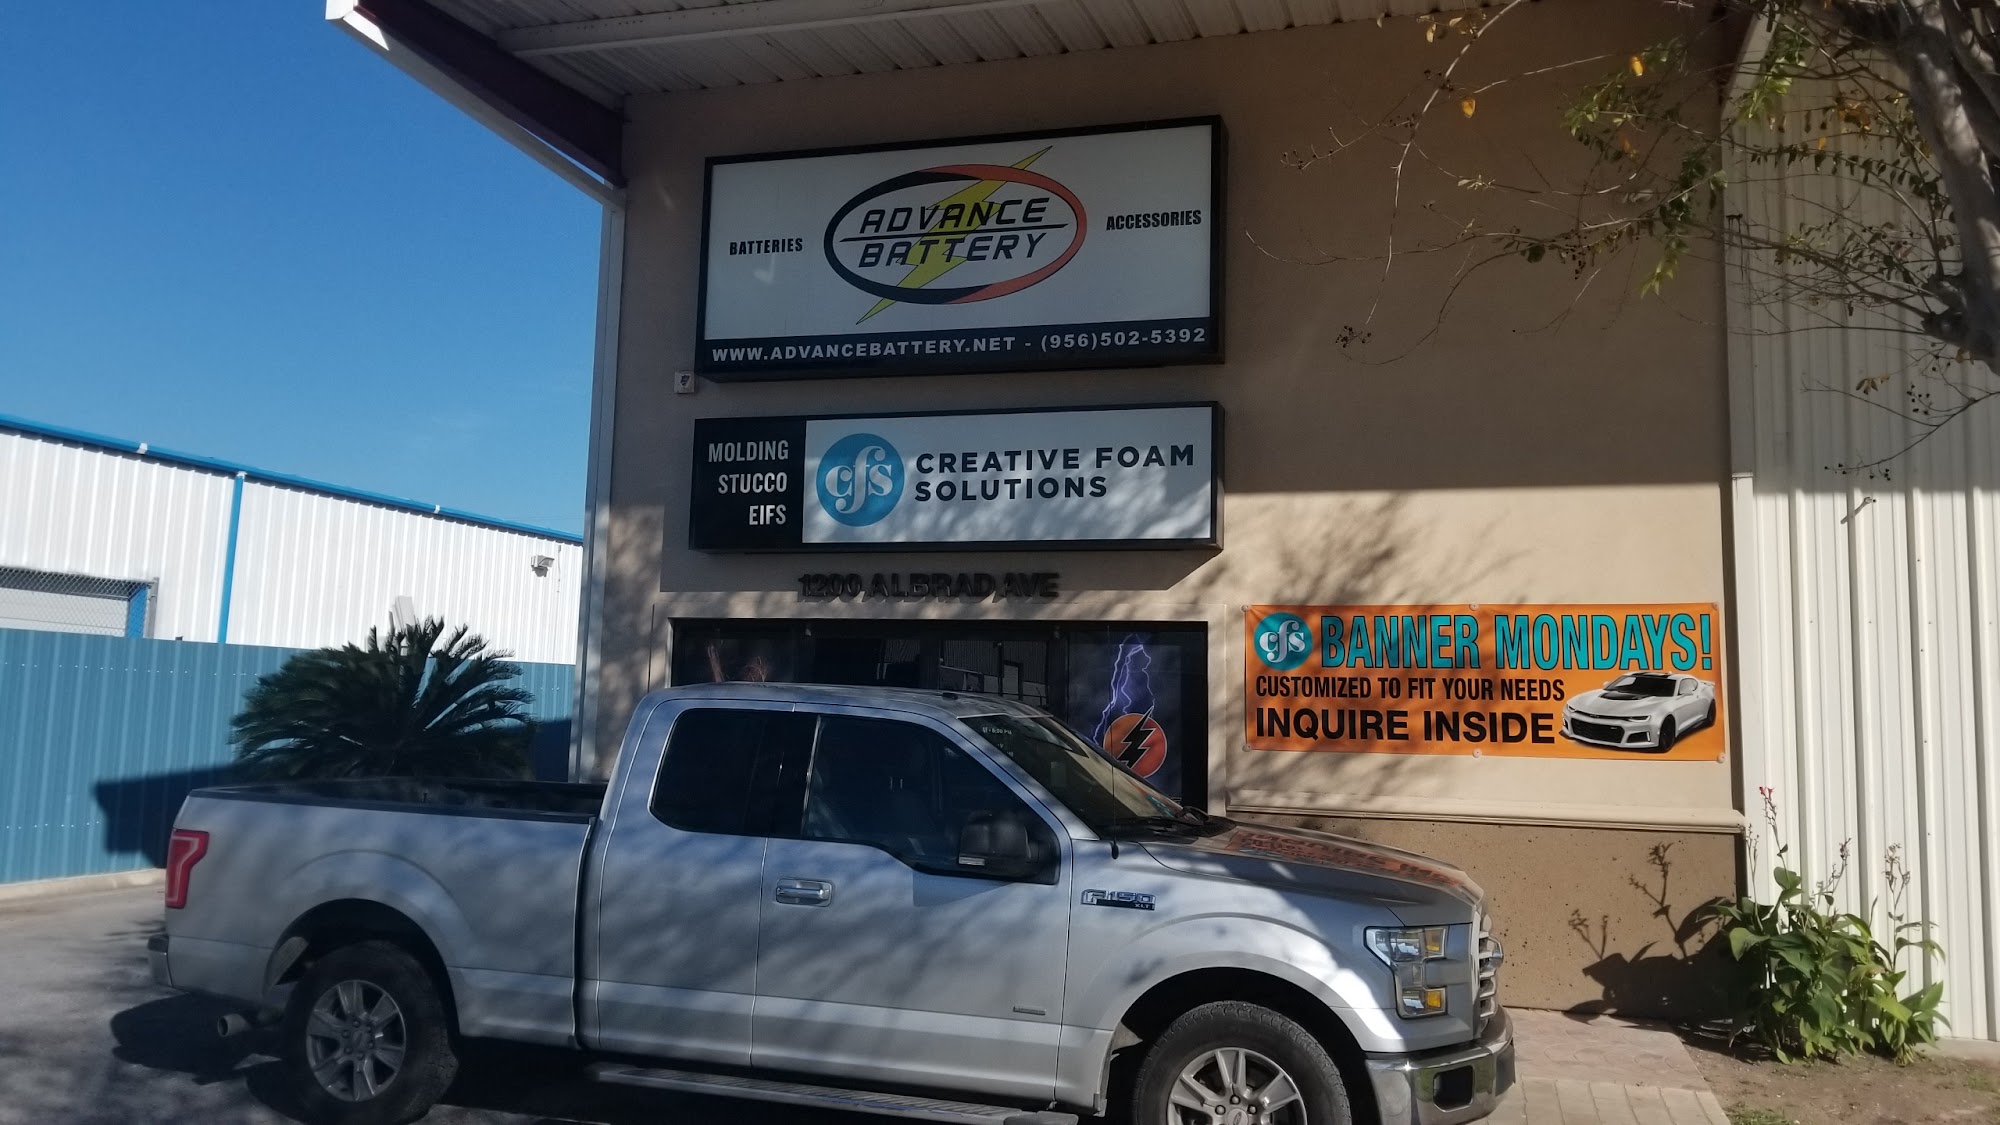 BATTERIES
ADVANCE
BATTERY
ACCESSORIES
WWW.ADVANCEBATTERY.NET - (956)502-5392
MOLDING
STUCCO
EIFS
cfs
CREATIVE FOAM
SOLUTIONS
1200 ALBRAD AVE
cfs
BANNER MONDAYS!
CUSTOMIZED TO FIT YOUR NEEDS
INQUIRE INSIDE
F150
XLT